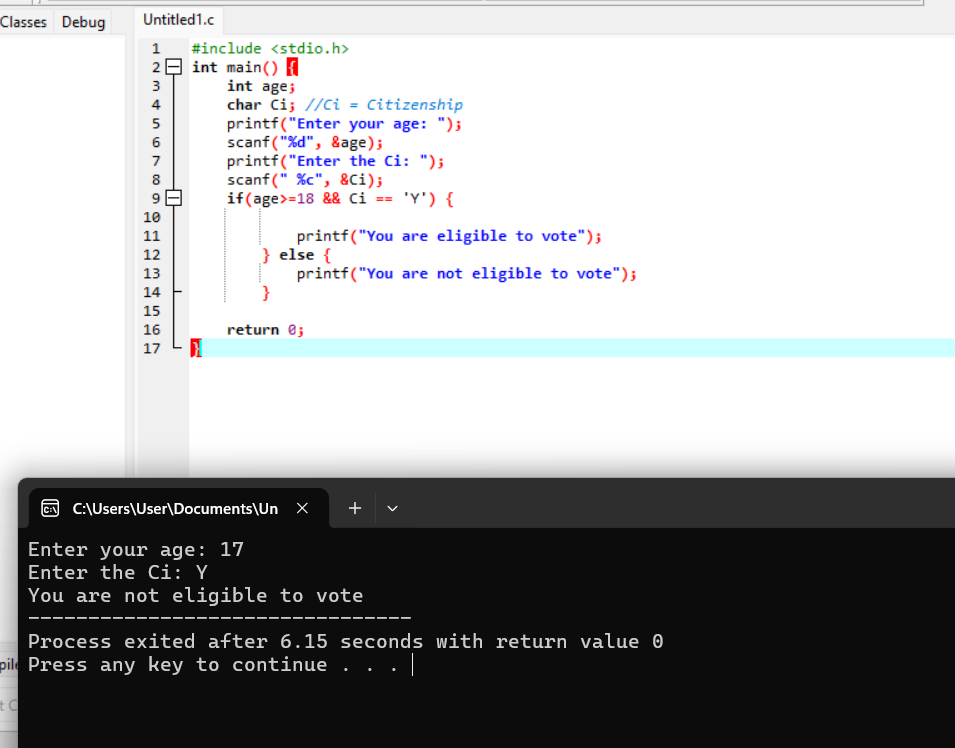 Classes Debug Untitled1.c
1 #include <stdio.h>
2 int main() {
3 int age;
4 char Ci; //Ci = Citizenship
5 printf("Enter your age: ");
6 scanf("%d", &age);
7 printf("Enter the Ci: ");
8 scanf(" %c", &Ci);
9 if(age>=18 && Ci == 'Y') {
10
11 printf("You are eligible to vote");
12 } else {
13 printf("You are not eligible to vote");
14 }
15
16 return 0;
17 }
C:\Users\User\Documents\Un
Enter your age: 17
Enter the Ci: Y
You are not eligible to vote
--------------------------------
Process exited after 6.15 seconds with return value 0
Press any key to continue . . .